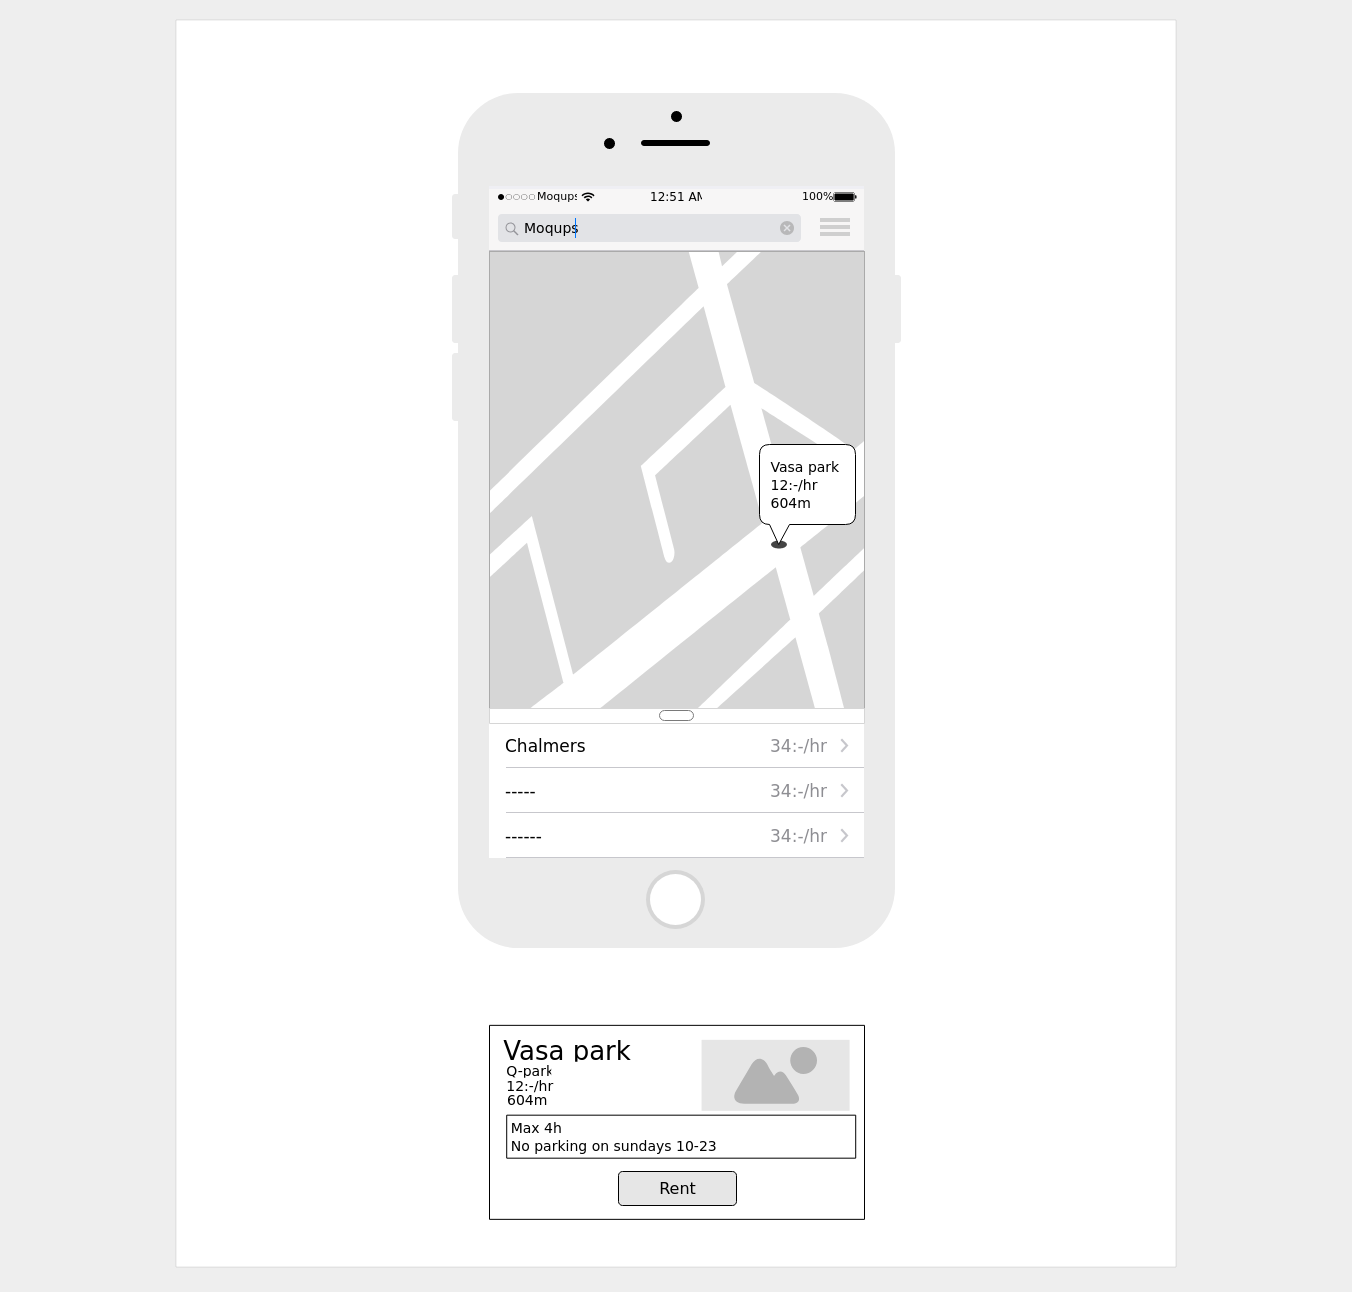 Moqups 12:51 AM 100%
Moqups
Vasa park
12:-/hr
604m
Chalmers 34:-/hr
----- 34:-/hr
------ 34:-/hr
Vasa park
Q-park
12:-/hr
604m
Max 4h
No parking on sundays 10-23
Rent